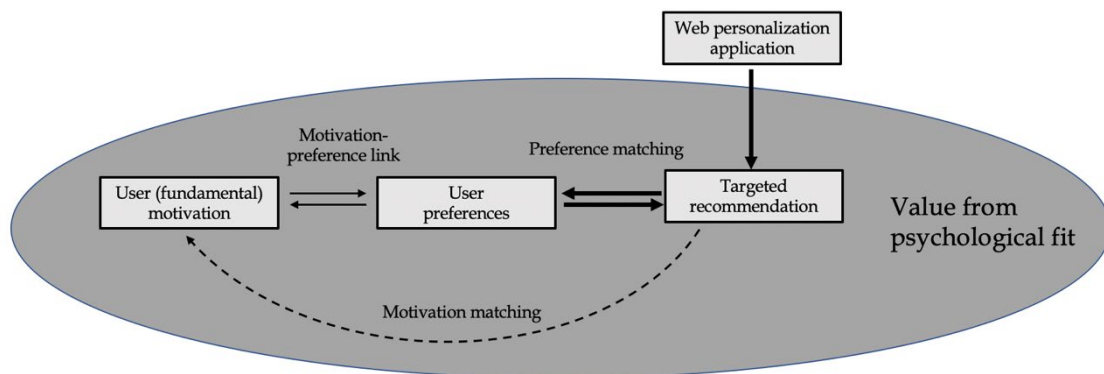 Web personalization
application
Motivation-
preference link
Preference matching
User (fundamental)
motivation
User
preferences
Targeted
recommendation
Value from
psychological fit
Motivation matching